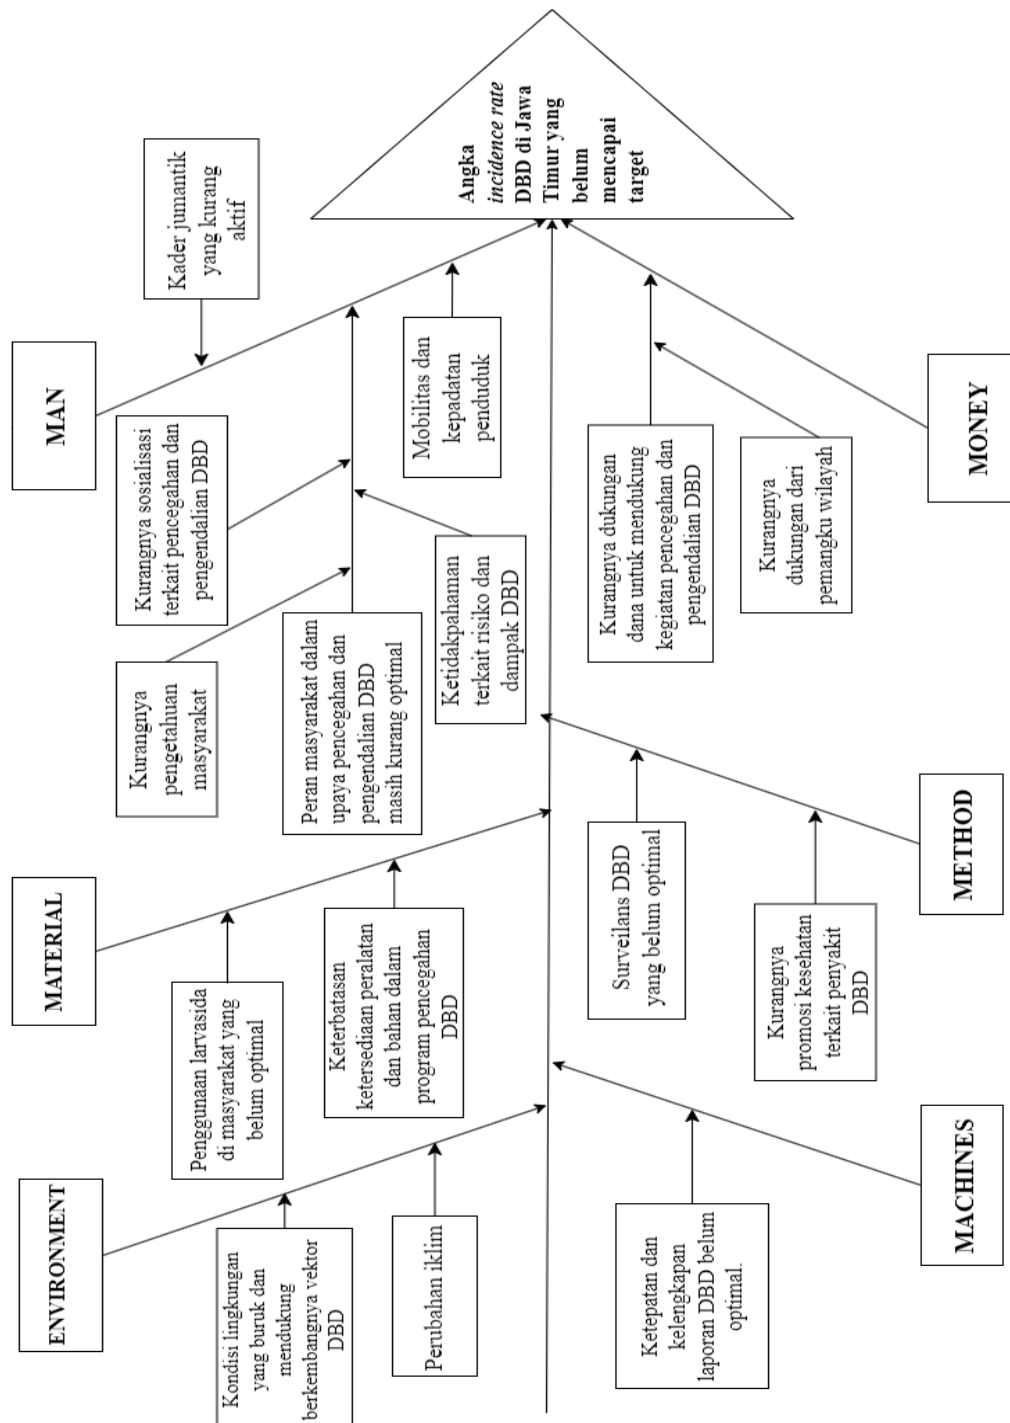 ENVIRONMENT
MATERIAL
MAN
Kondisi lingkungan
yang buruk dan
mendukung
berkembangnya vektor
DBD
Perubahan iklim
Penggunaan larvasida
di masyarakat yang
belum optimal
Keterbatasan
ketersediaan peralatan
dan bahan dalam
program pencegahan
DBD
Kurangnya
pengetahuan
masyarakat
Kurangnya sosialisasi
terkait pencegahan dan
pengendalian DBD
Kader jumantik
yang kurang
aktif
Peran masyarakat dalam
upaya pencegahan dan
pengendalian DBD
masih kurang optimal
Ketidakpahaman
terkait risiko dan
dampak DBD
Mobilitas dan
kepadatan
penduduk
Angka
incidence rate
DBD di Jawa
Timur yang
belum
mencapai
target
Ketepatan dan
kelengkapan
laporan DBD belum
optimal.
Surveilans DBD
yang belum optimal
Kurangnya
promosi kesehatan
terkait penyakit
DBD
Kurangnya dukungan
dana untuk mendukung
kegiatan pencegahan dan
pengendalian DBD
Kurangnya
dukungan dari
pemangku wilayah
MACHINES
METHOD
MONEY